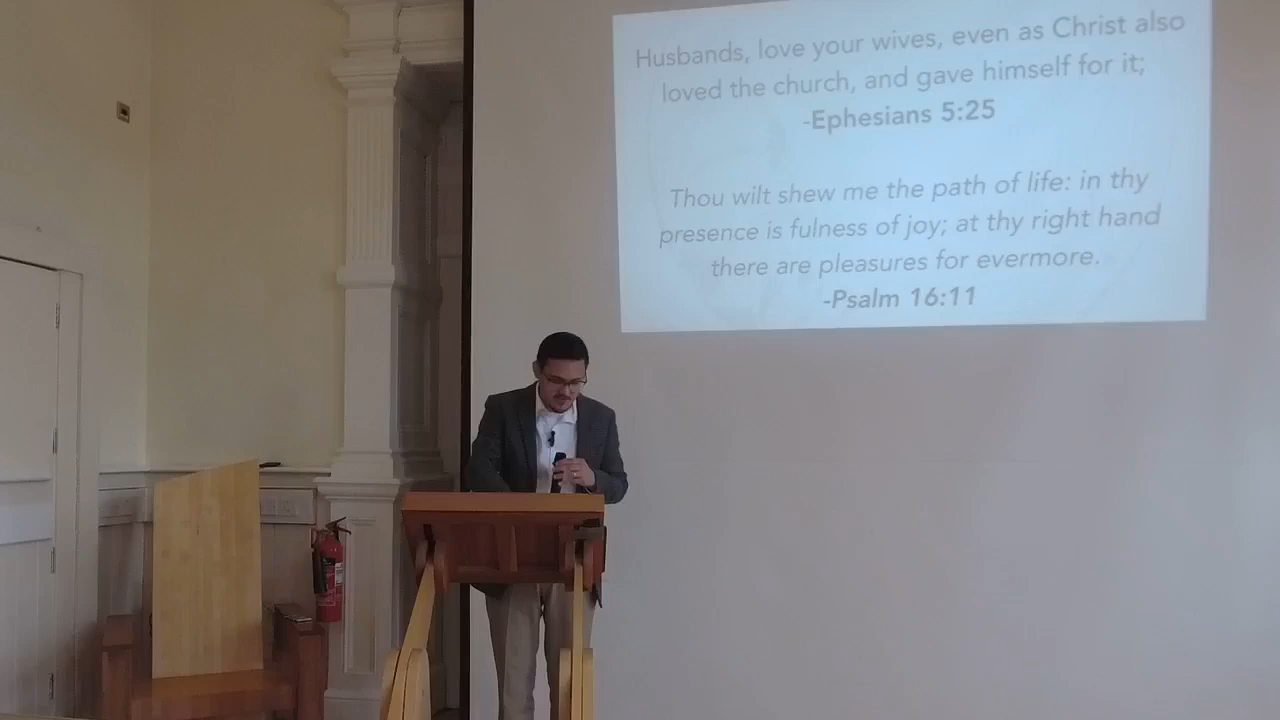 Husbands, love your wives, even as Christ also
loved the church, and gave himself for it;
-Ephesians 5:25
Thou wilt shew me the path of life: in thy
presence is fulness of joy; at thy right hand
there are pleasures for evermore.
-Psalm 16:11